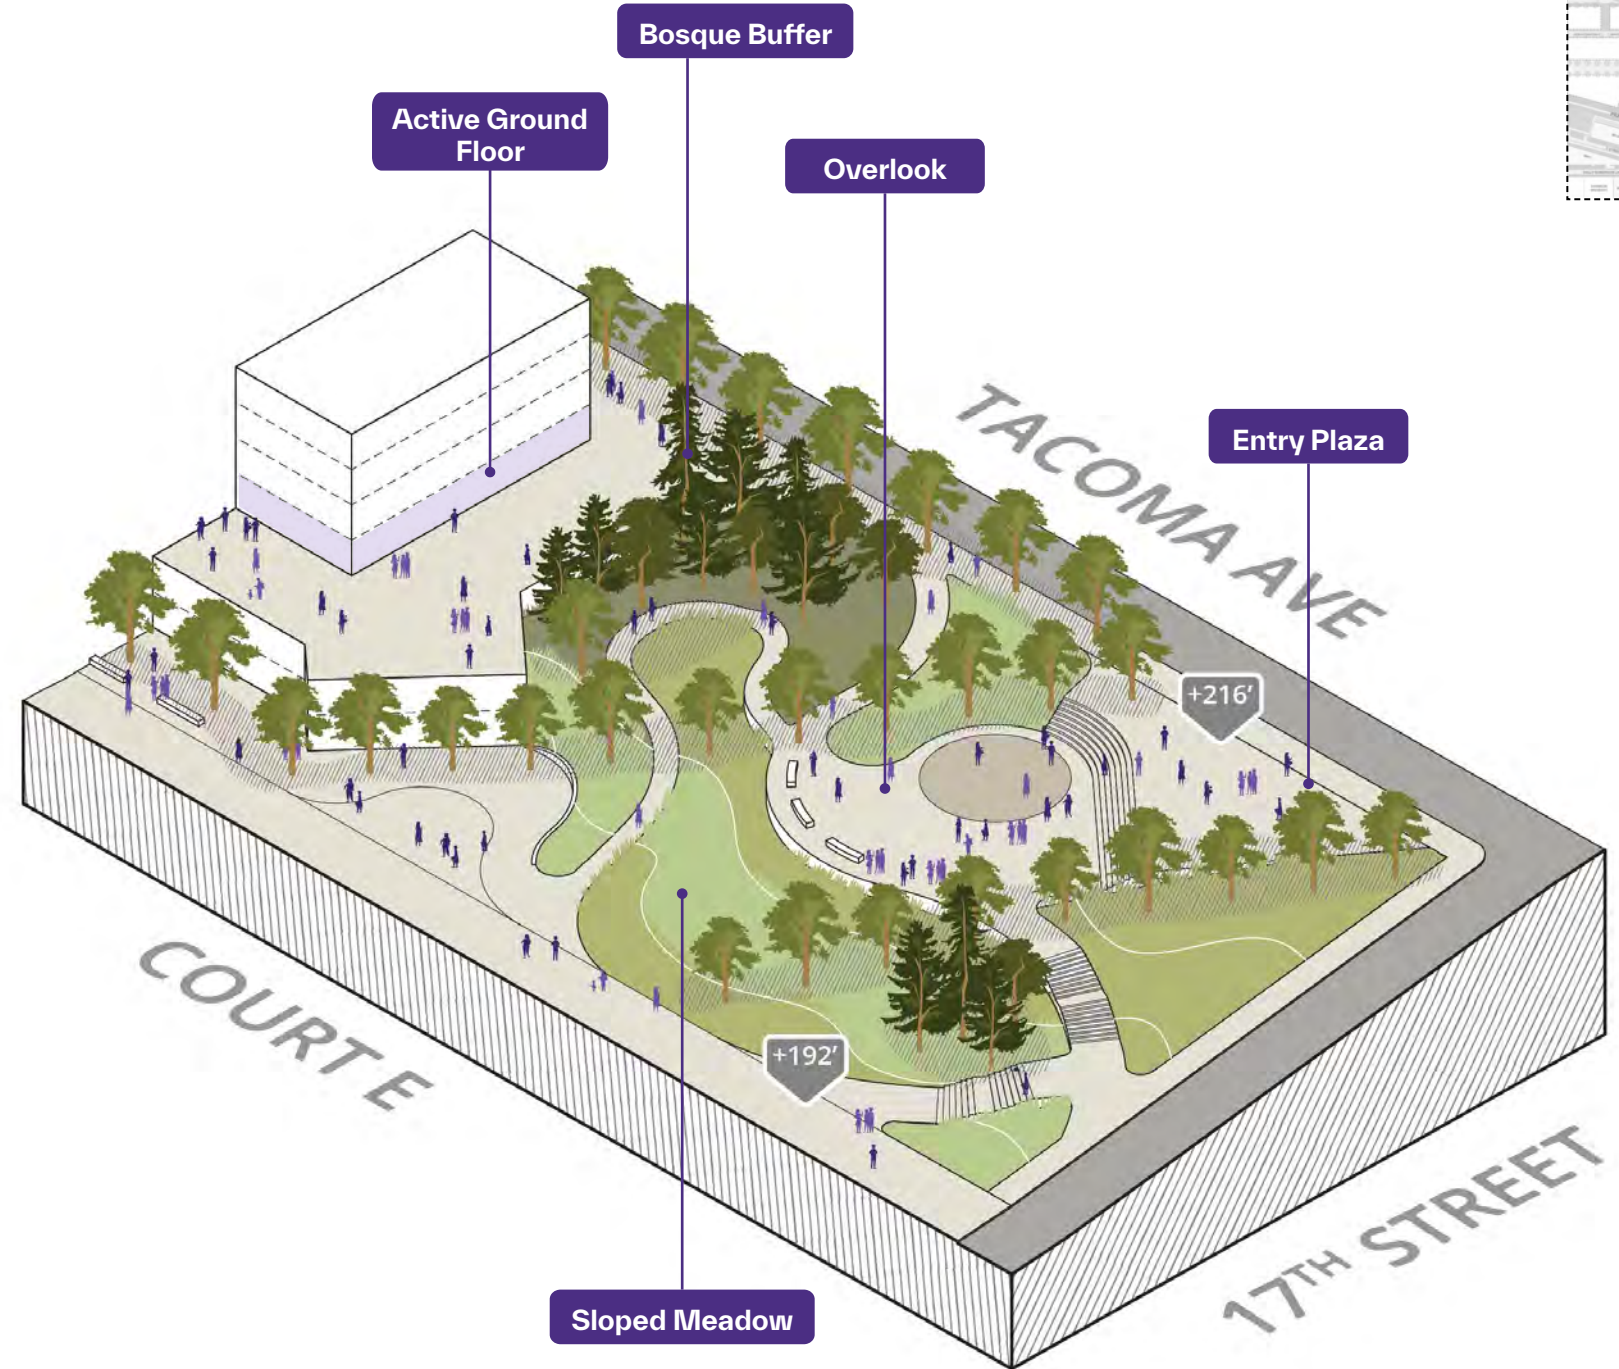 Bosque Buffer
Active Ground
Floor
Overlook
TACOMA AVE
Entry Plaza
+216’
COURT E
+192’
17TH STREET
Sloped Meadow